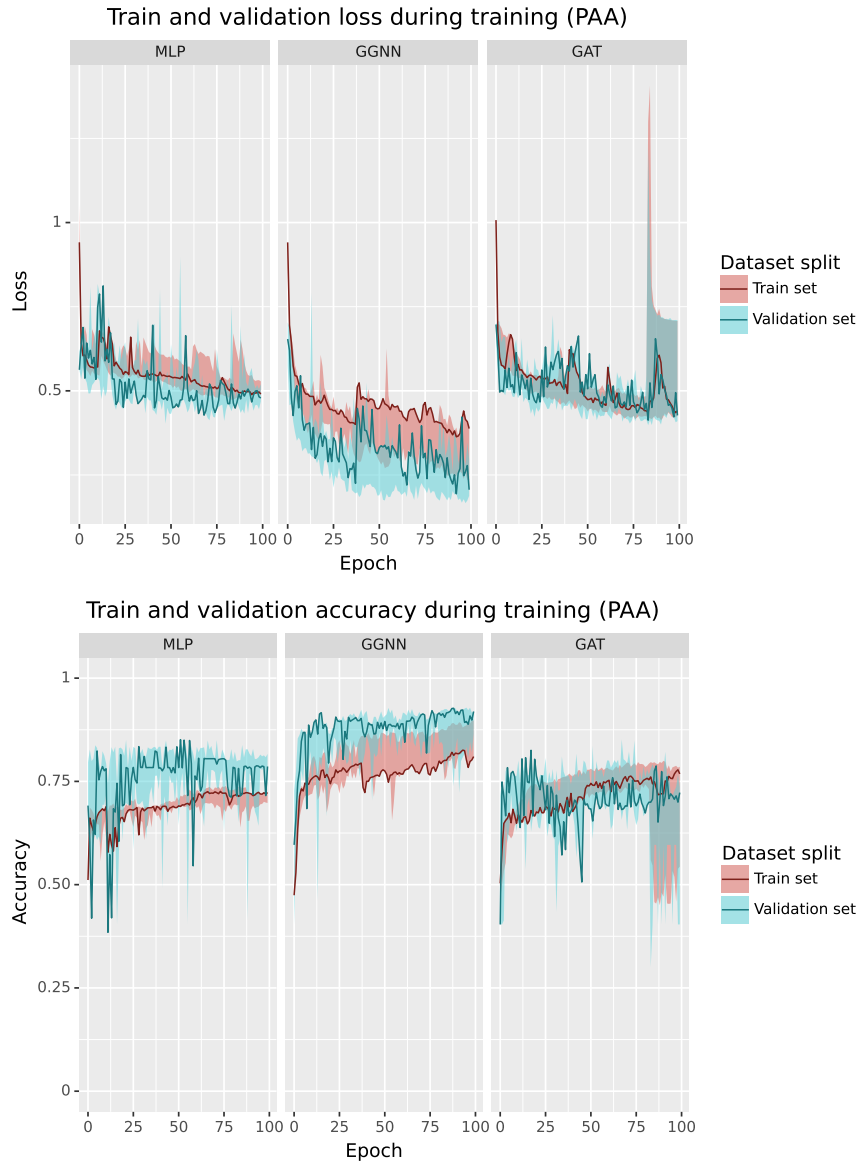 Train and validation loss during training (PAA)
MLP
GGNN
GAT
Loss
1
0.5
0 25 50 75 100
0 25 50 75 100
0 25 50 75 100
Epoch
Dataset split
Train set
Validation set
Train and validation accuracy during training (PAA)
MLP
GGNN
GAT
Accuracy
1
0.75
0.50
0.25
0
0 25 50 75 100
0 25 50 75 100
0 25 50 75 100
Epoch
Dataset split
Train set
Validation set